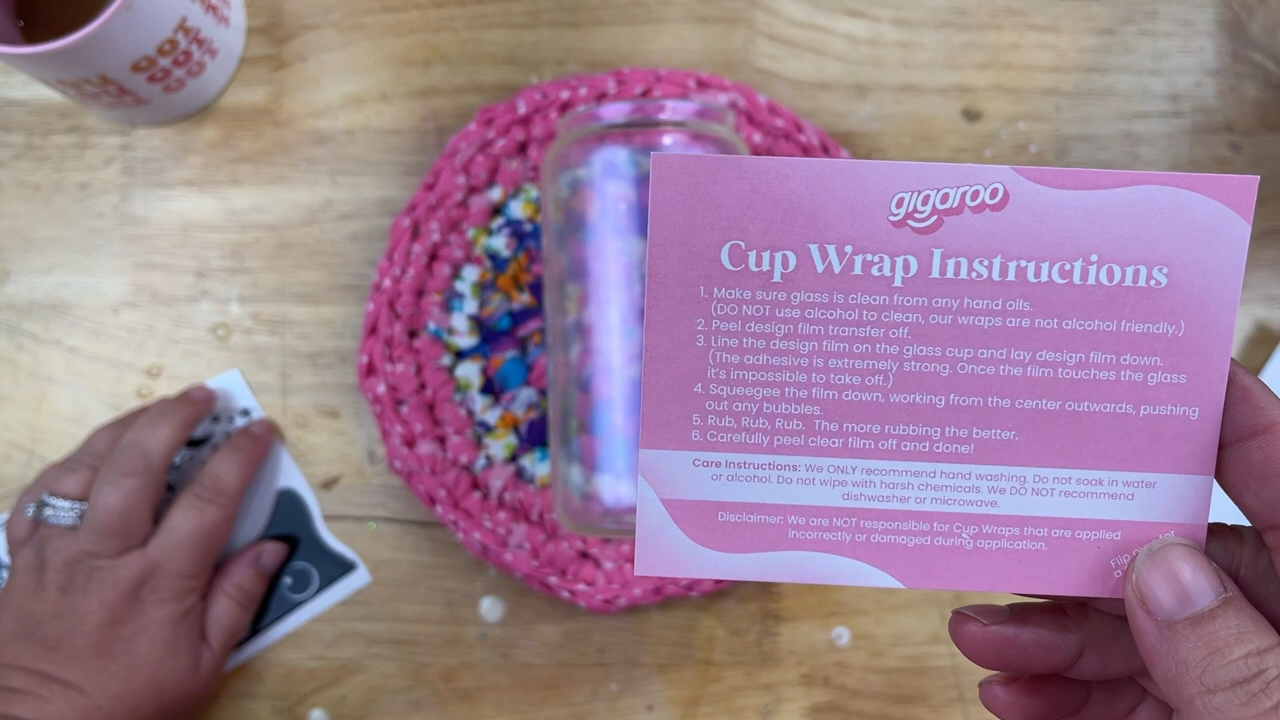 GOT
GOT
GOT
gigaroo
Cup Wrap Instructions
1. Make sure glass is clean from any hand oils.
(DO NOT use alcohol to clean, our wraps are not alcohol friendly.)
2. Peel design film transfer off.
3. Line the design film on the glass cup and lay design film down.
(The adhesive is extremely strong. Once the film touches the glass
it's impossible to take off.)
4. Squeegee the film down, working from the center outwards, pushing
out any bubbles.
5. Rub, Rub, Rub. The more rubbing the better.
6. Carefully peel clear film off and done!
Care Instructions: We ONLY recommend hand washing. Do not soak in water
or alcohol. Do not wipe with harsh chemicals. We DO NOT recommend
dishwasher or microwave.
Disclaimer: We are NOT responsible for Cup Wraps that are applied
incorrectly or damaged during application.
Flip for
a